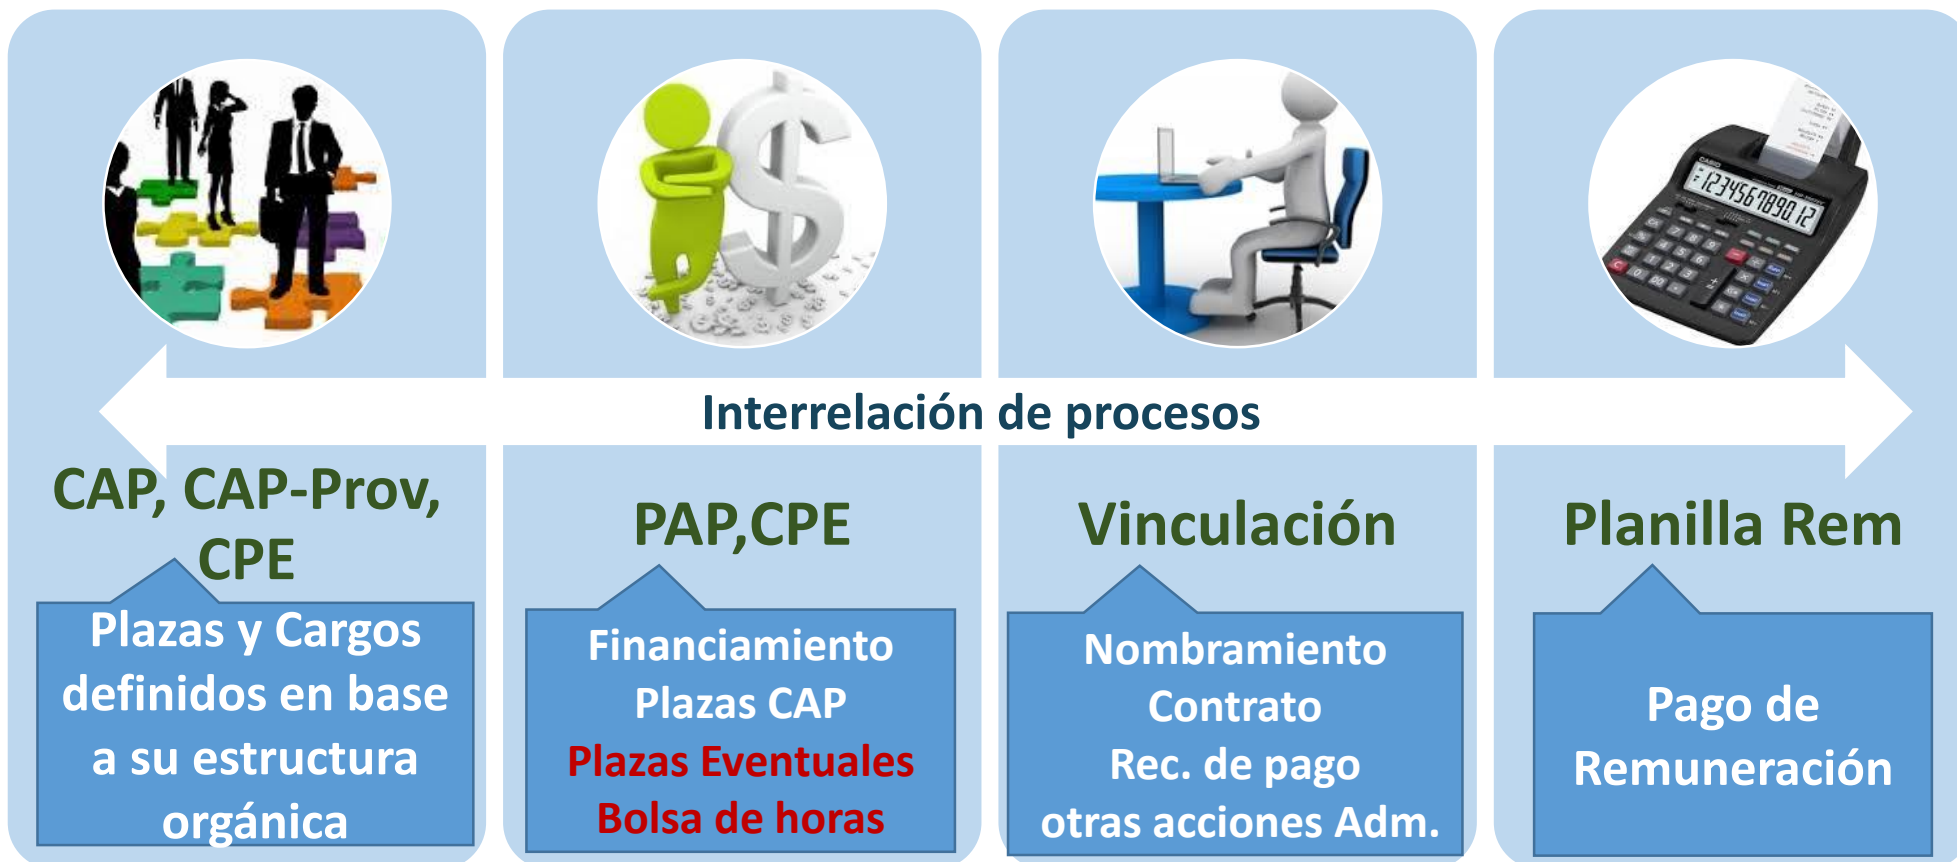 CASIO
123456789012
Interrelación de procesos
CAP, CAP-Prov,
CPE
Plazas y Cargos
definidos en base
a su estructura
orgánica
PAP,CPE
Financiamiento
Plazas CAP
Plazas Eventuales
Bolsa de horas
Vinculación
Nombramiento
Contrato
Rec. de pago
otras acciones Adm.
Planilla Rem
Pago de
Remuneración